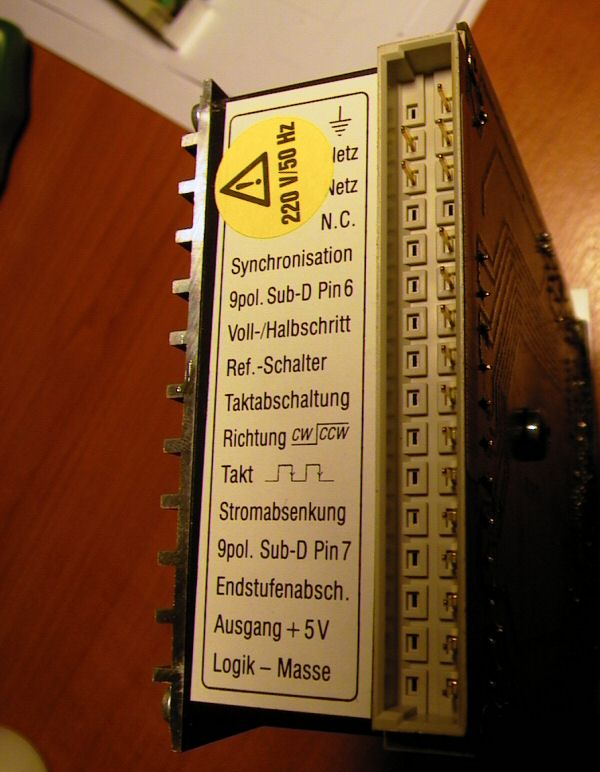 220 V/50 Hz
Netz
Netz
N.C.
Synchronisation
9pol. Sub-D Pin 6
Voll-/Halbschritt
Ref.-Schalter
Taktabschaltung
Richtung CW CCW
Takt
Stromabsenkung
9pol. Sub-D Pin 7
Endstufenabsch.
Ausgang + 5V
Logik – Masse